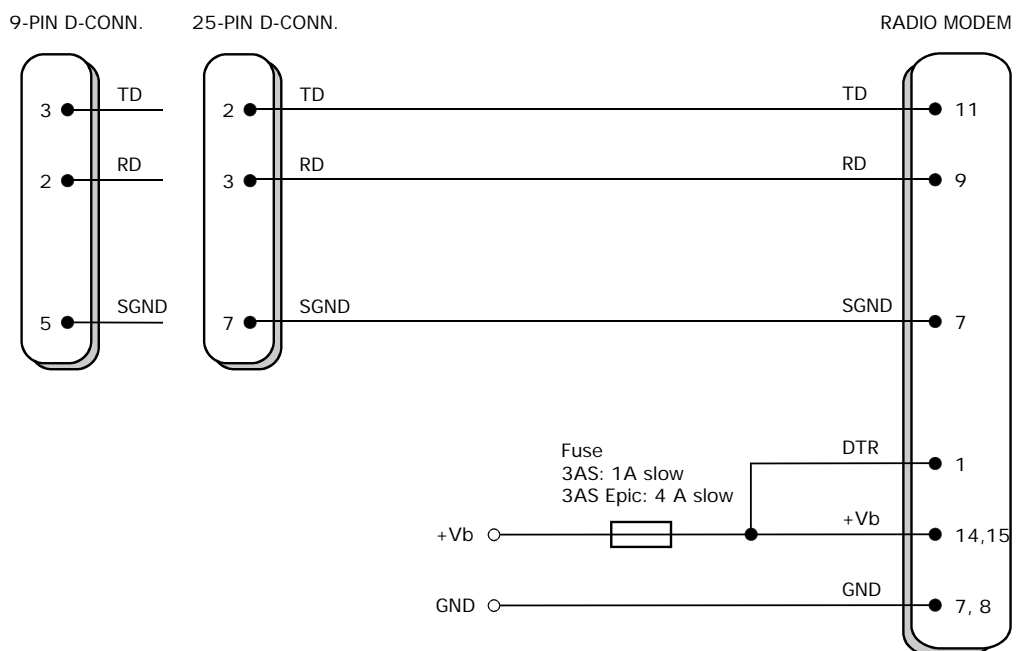 9-PIN D-CONN. 25-PIN D-CONN. RADIO MODEM
3 TD 2 TD TD 11
2 RD 3 RD RD 9
5 SGND 7 SGND SGND 7
Fuse
3AS: 1A slow
3AS Epic: 4 A slow
DTR 1
+Vb +Vb 14,15
GND GND 7, 8